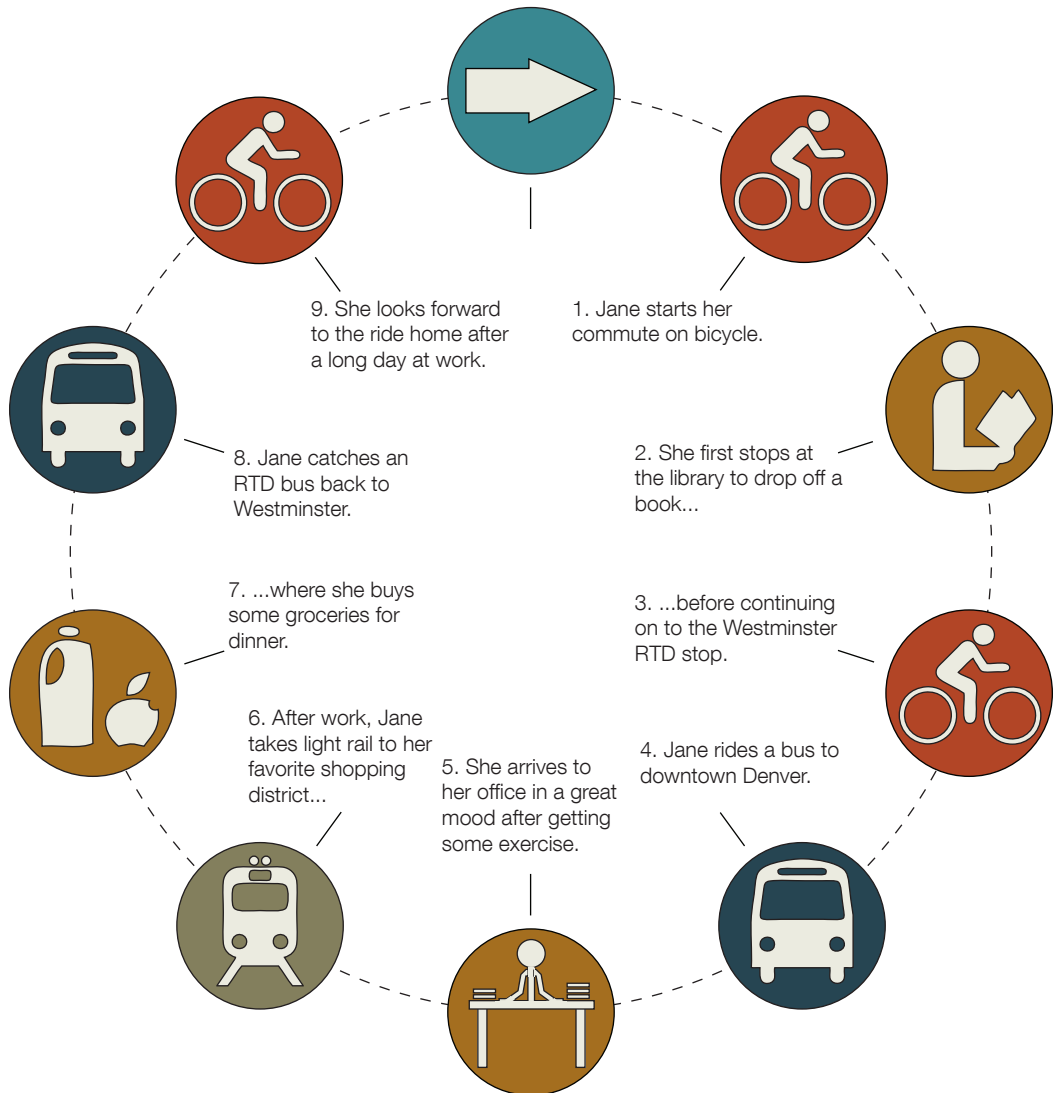 1. Jane starts her
commute on bicycle.
2. She first stops at
the library to drop off a
book...
3. ...before continuing
on to the Westminster
RTD stop.
4. Jane rides a bus to
downtown Denver.
5. She arrives to
her office in a great
mood after getting
some exercise.
6. After work, Jane
takes light rail to her
favorite shopping
district...
7. ...where she buys
some groceries for
dinner.
8. Jane catches an
RTD bus back to
Westminster.
9. She looks forward
to the ride home after
a long day at work.